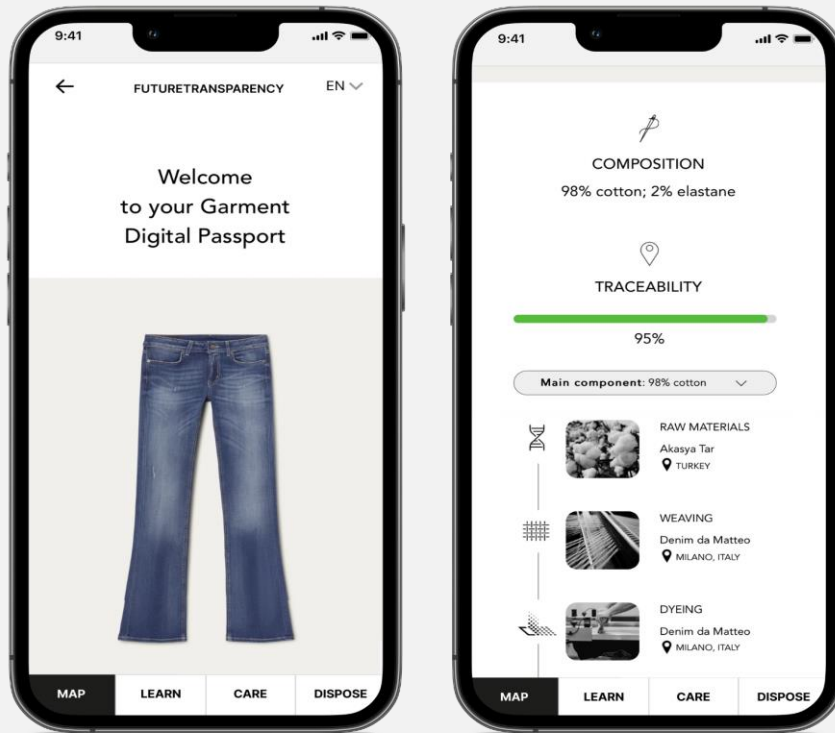 9:41
FUTURETRANSPARENCY EN
Welcome
to your Garment
Digital Passport
MAP LEARN CARE DISPOSE
9:41
COMPOSITION
98% cotton; 2% elastane
TRACEABILITY
95%
Main component: 98% cotton
RAW MATERIALS
Akasya Tar
TURKEY
WEAVING
Denim da Matteo
MILANO, ITALY
DYEING
Denim da Matteo
MILANO, ITALY
MAP LEARN CARE DISPOSE